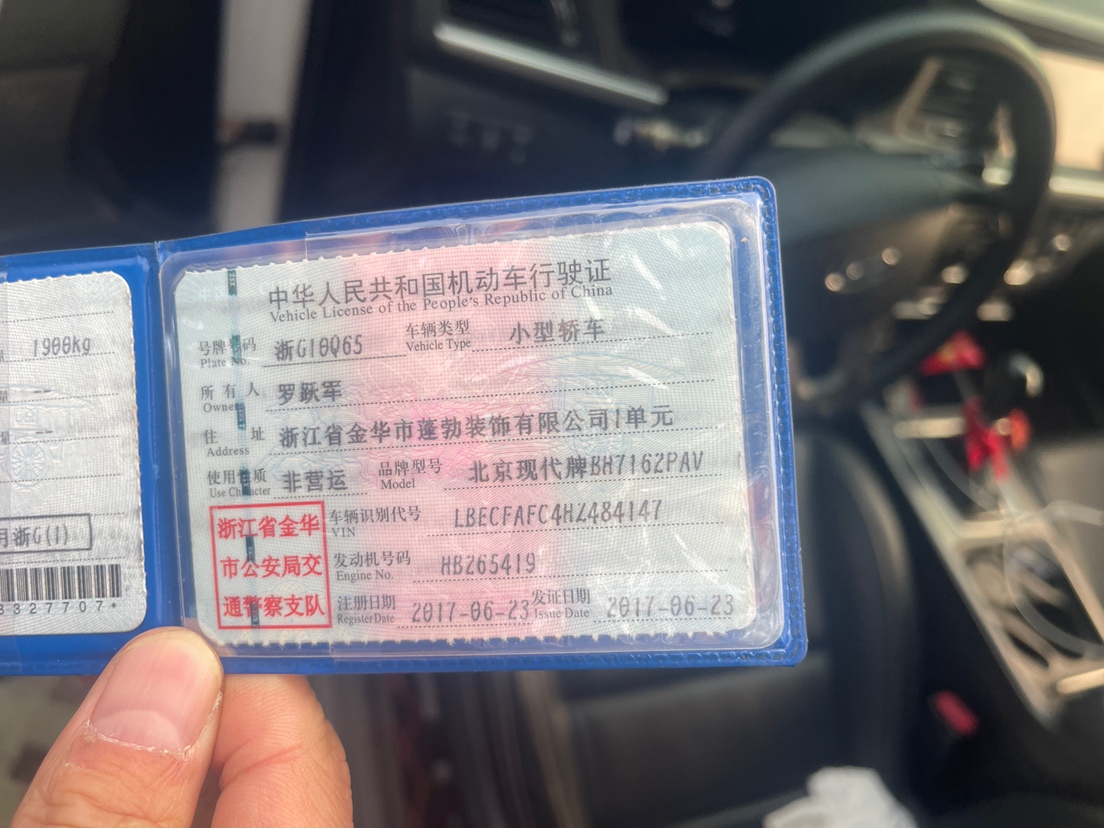 1900kg
月浙G(1)
3327707*
中华人民共和国机动车行驶证
Vehicle License of the People's Republic of China
号牌号码 浙G10Q65 车辆类型 小型轿车
Plate No. Vehicle Type
所有人 罗跃军
Owner
住址 浙江省金华市蓬勃装饰有限公司1单元
Address
使用性质 非营运 品牌型号 北京现代牌BH7162PAV
Use Character Model
浙江省金华 车辆识别代号 LBECFAFC4HZ484147
VIN
市公安局交 发动机号码 HB265419
Engine No.
通警察支队 注册日期 2017-06-23 发证日期 2017-06-23
Register Date Issue Date